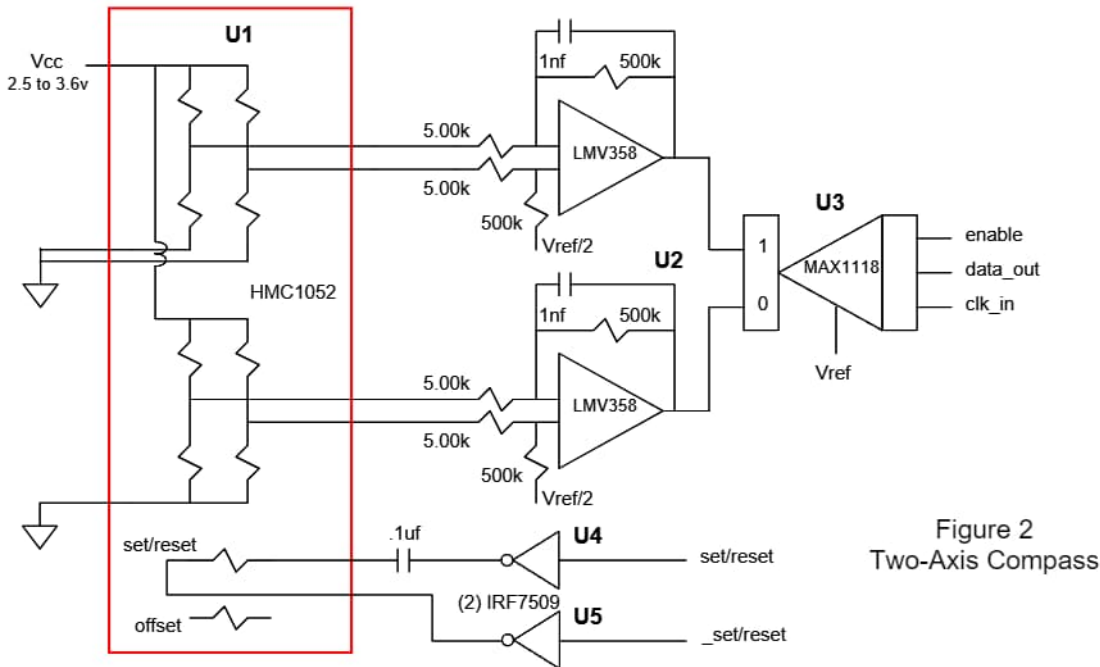 U1
Vcc
2.5 to 3.6v
1nf
500k
5.00k
LMV358
5.00k
500k
Vref/2
U2
U3
1
0
MAX1118
enable
data_out
clk_in
Vref
HMC1052
1nf
500k
5.00k
LMV358
5.00k
500k
Vref/2
set/reset
.1uf
U4
set/reset
(2) IRF7509
offset
U5
_set/reset
Figure 2
Two-Axis Compass